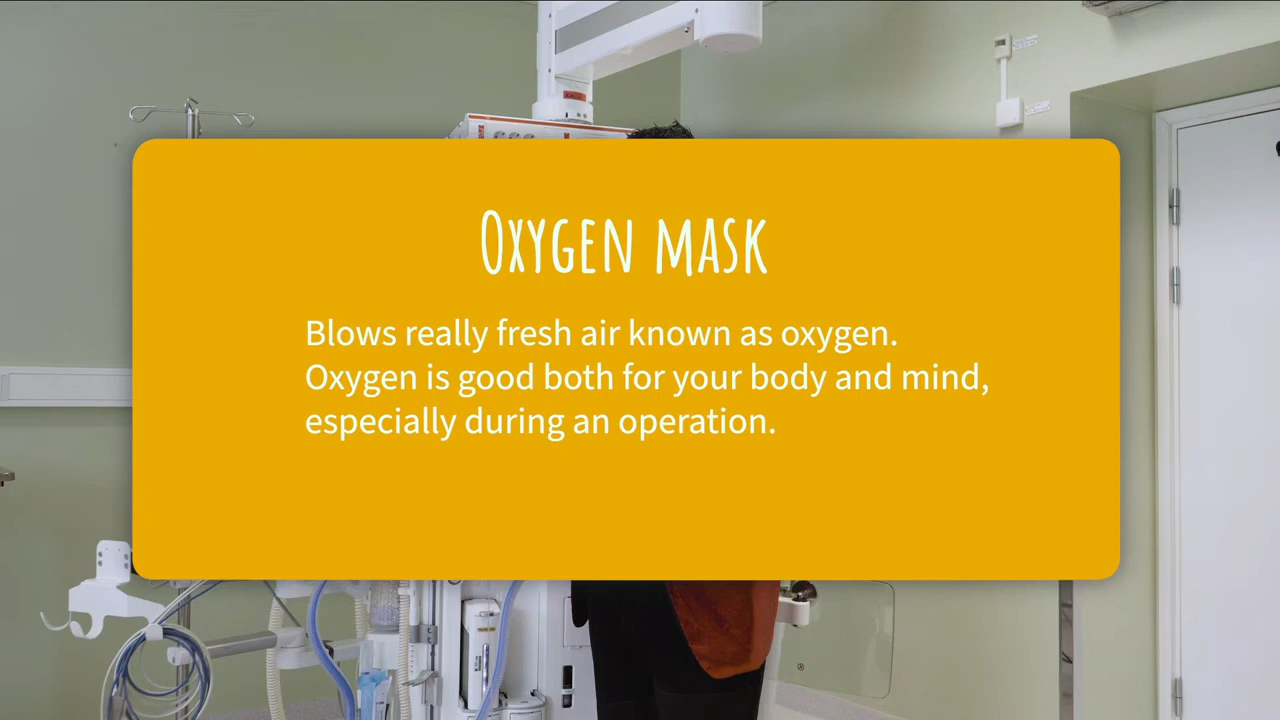 Oxygen mask
Blows really fresh air known as oxygen.
Oxygen is good both for your body and mind,
especially during an operation.